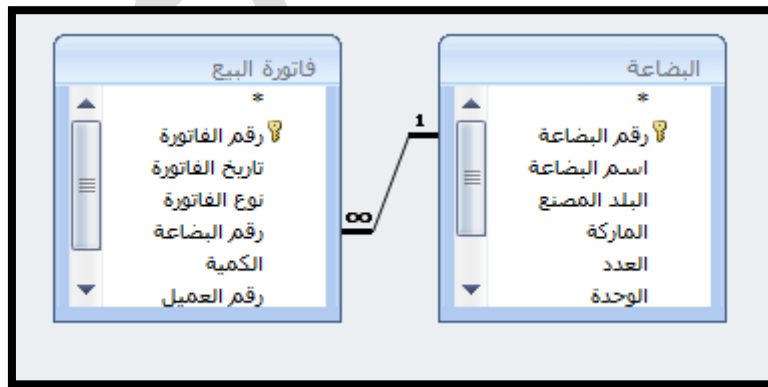 البضاعة
*
رقم البضاعة
اسم البضاعة
البلد المصنع
الماركة
العدد
الوحدة
1
∞
فاتورة البيع
*
رقم الفاتورة
تاريخ الفاتورة
نوع الفاتورة
رقم البضاعة
الكمية
رقم العميل